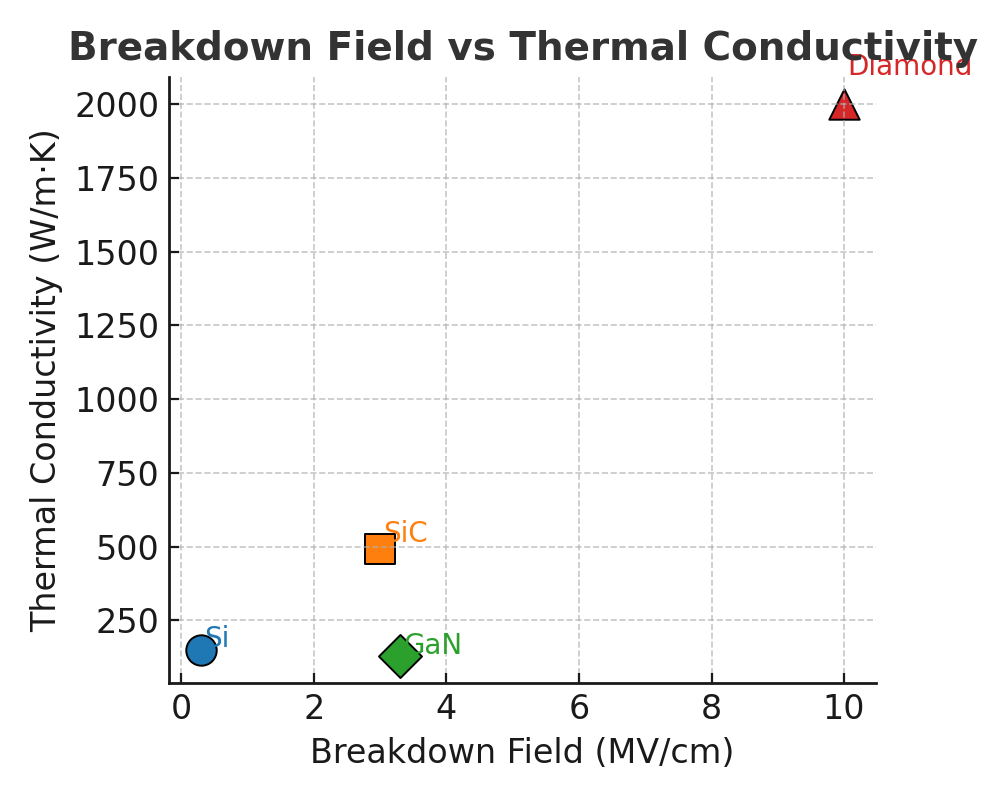 Breakdown Field vs Thermal Conductivity
Diamond
2000
1750
1500
1250
1000
750
500
250
Thermal Conductivity (W/m·K)
SiC
Si
GaN
0 2 4 6 8 10
Breakdown Field (MV/cm)